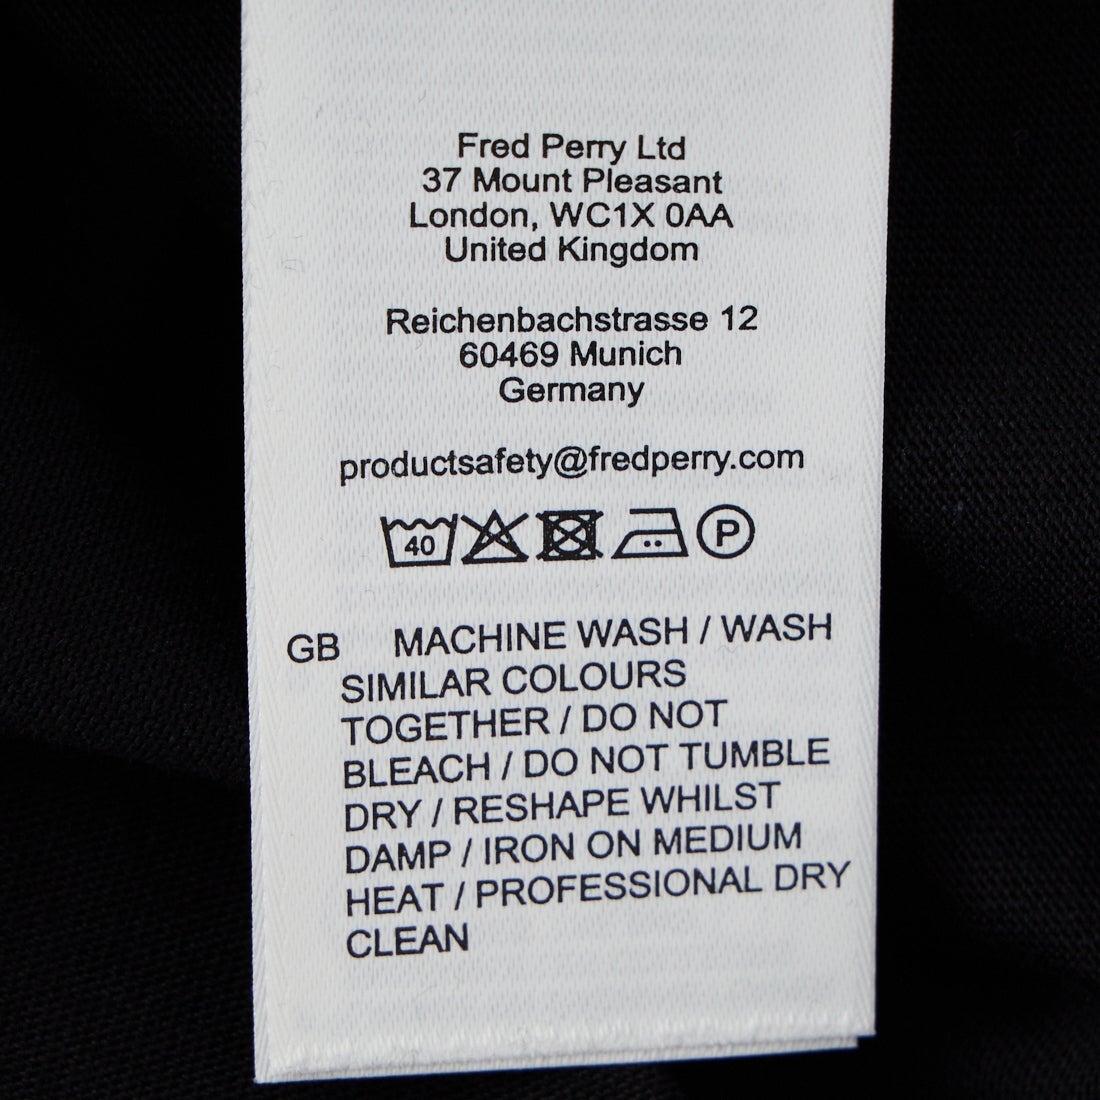 Fred Perry Ltd
37 Mount Pleasant
London, WC1X 0AA
United Kingdom
Reichenbachstrasse 12
60469 Munich
Germany
productsafety@fredperry.com
40 P
GB MACHINE WASH / WASH
SIMILAR COLOURS
TOGETHER / DO NOT
BLEACH / DO NOT TUMBLE
DRY / RESHAPE WHILST
DAMP / IRON ON MEDIUM
HEAT / PROFESSIONAL DRY
CLEAN